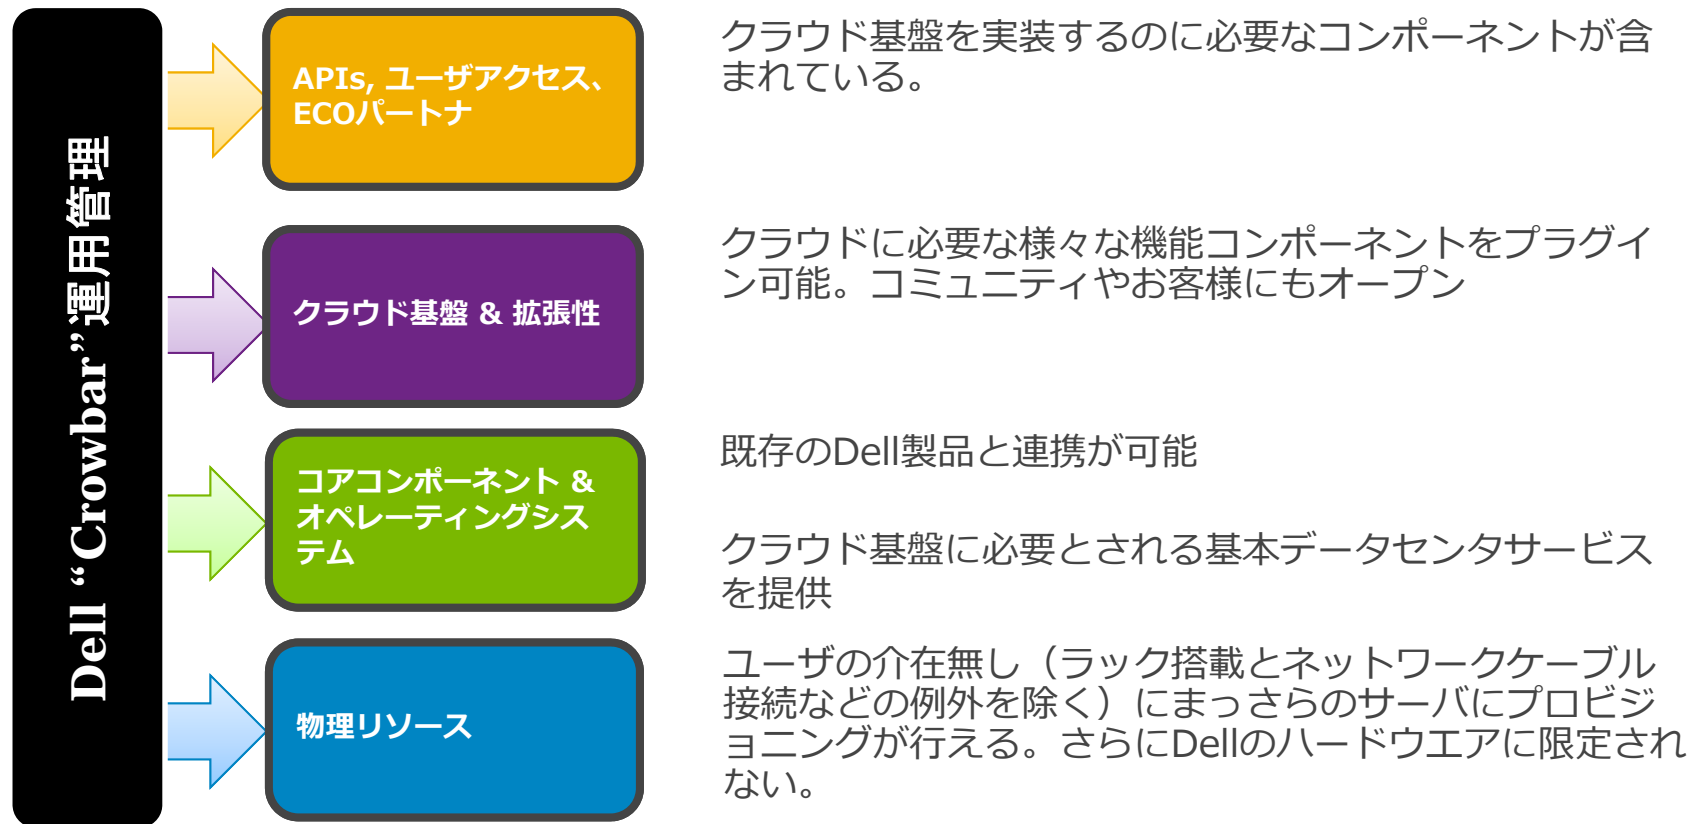 Dell “Crowbar”運用管理
APIs, ユーザアクセス、
ECOパートナ
クラウド基盤を実装するのに必要なコンポーネントが含
まれている。
クラウド基盤 & 拡張性
クラウドに必要な様々な機能コンポーネントをプラグイ
ン可能。コミュニティやお客様にもオープン
コアコンポーネント &
オペレーティングシス
テム
既存のDell製品と連携が可能
クラウド基盤に必要とされる基本データセンタサービス
を提供
物理リソース
ユーザの介在無し（ラック搭載とネットワークケーブル
接続などの例外を除く）にまっさらのサーバにプロビジ
ョニングが行える。さらにDellのハードウエアに限定され
ない。